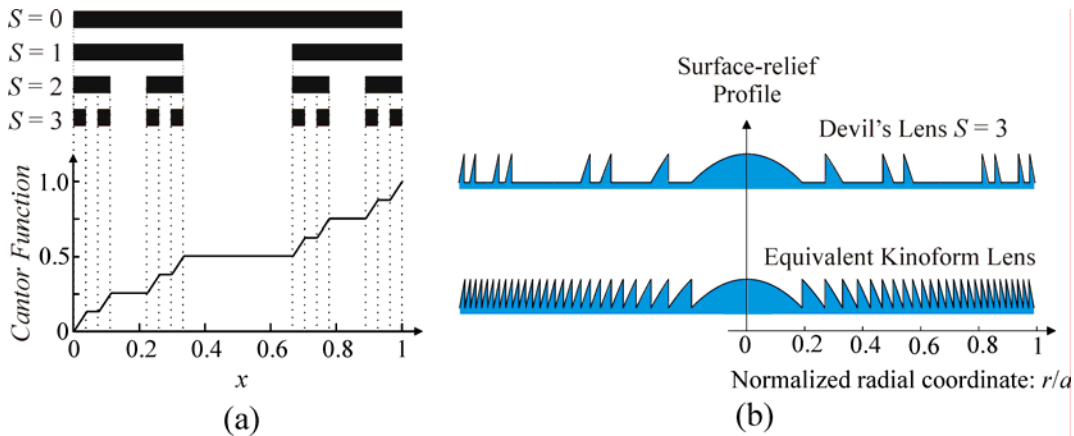 S = 0
S = 1
S = 2
S = 3
Cantor Function
1.0
0.5
0
0 0.2 0.4 0.6 0.8 1
x
(a)
Surface-relief
Profile
Devil's Lens S = 3
Equivalent Kinoform Lens
0 0.2 0.4 0.6 0.8 1
Normalized radial coordinate: r/a
(b)